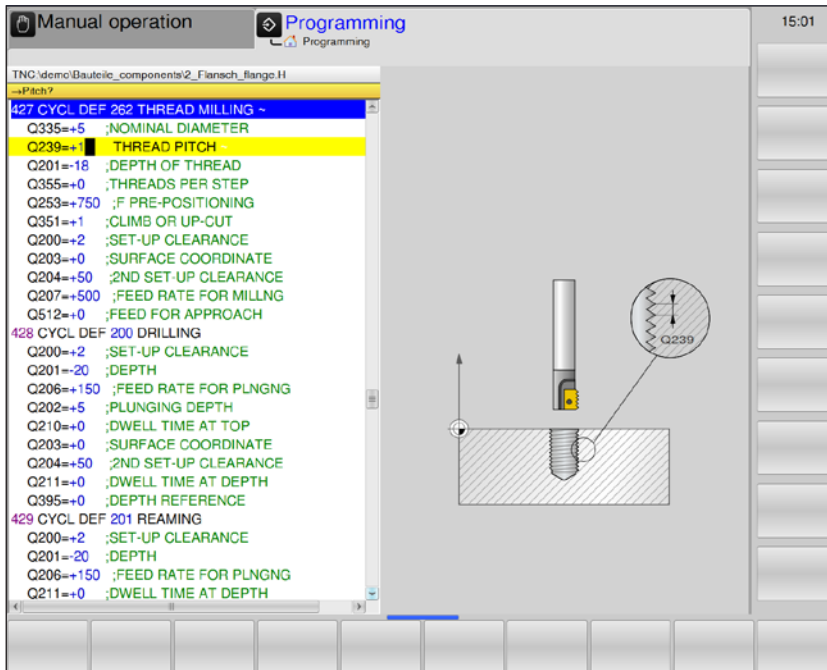 Manual operation
Programming
Programming
15:01
TNC:\demo\Bauteile_components\2_Flansch_flange.H
→Pitch?
427 CYCL DEF 262 THREAD MILLING ~
Q335=+5 ;NOMINAL DIAMETER
Q239=+1 THREAD PITCH ~
Q201=-18 ;DEPTH OF THREAD
Q355=+0 ;THREADS PER STEP
Q253=+750 ;F PRE-POSITIONING
Q351=+1 ;CLIMB OR UP-CUT
Q200=+2 ;SET-UP CLEARANCE
Q203=+0 ;SURFACE COORDINATE
Q204=+50 ;2ND SET-UP CLEARANCE
Q207=+500 ;FEED RATE FOR MILLNG
Q512=+0 ;FEED FOR APPROACH
428 CYCL DEF 200 DRILLING
Q200=+2 ;SET-UP CLEARANCE
Q201=-20 ;DEPTH
Q206=+150 ;FEED RATE FOR PLNGNG
Q202=+5 ;PLUNGING DEPTH
Q210=+0 ;DWELL TIME AT TOP
Q203=+0 ;SURFACE COORDINATE
Q204=+50 ;2ND SET-UP CLEARANCE
Q211=+0 ;DWELL TIME AT DEPTH
Q395=+0 ;DEPTH REFERENCE
429 CYCL DEF 201 REAMING
Q200=+2 ;SET-UP CLEARANCE
Q201=-20 ;DEPTH
Q206=+150 ;FEED RATE FOR PLNGNG
Q211=+0 ;DWELL TIME AT DEPTH
Q239